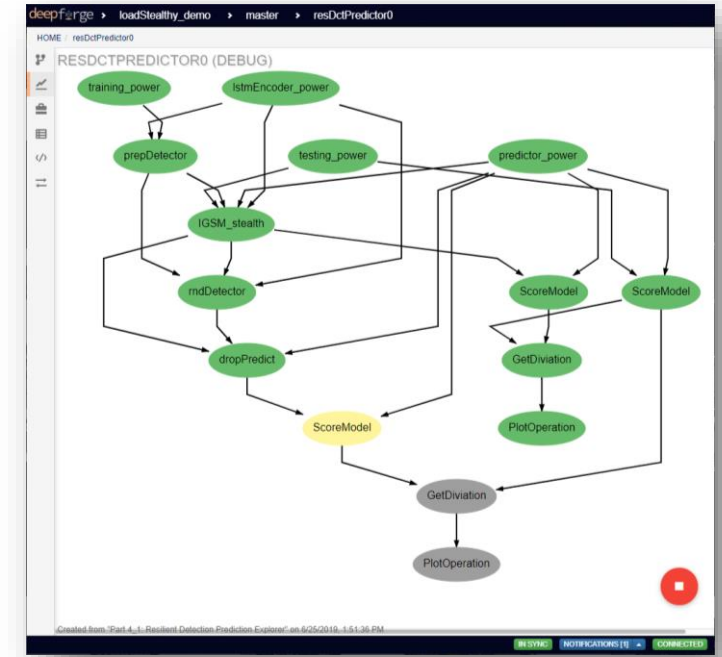 deepforge › loadStealthy_demo › master › resDctPredictor0
HOME / resDctPredictor0
RESDCTPREDICTOR0 (DEBUG)
training_power lstmEncoder_power
prepDetector testing_power predictor_power
IGSM_stealth
rndDetector ScoreModel ScoreModel
dropPredict GetDiviation
ScoreModel PlotOperation
GetDiviation
PlotOperation
Created from "Part 4_1: Resilient Detection Prediction Explorer" on 6/25/2019, 1:51:36 PM
IN SYNC NOTIFICATIONS [1] CONNECTED